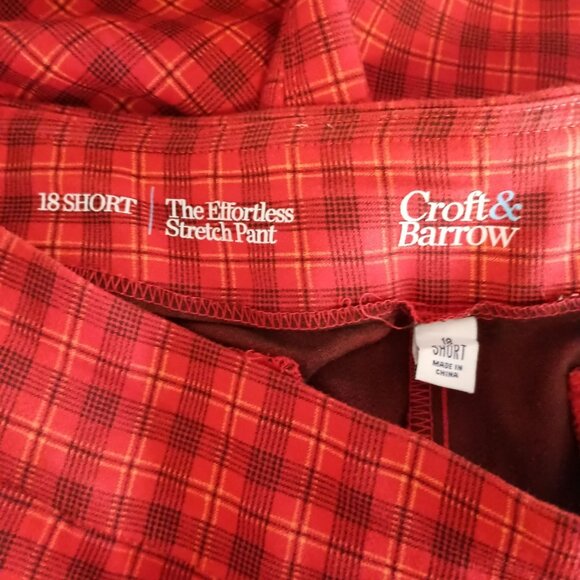 18 SHORT
The Effortless
Stretch Pant
Croft&
Barrow
18
SHORT
MADE IN
CHINA